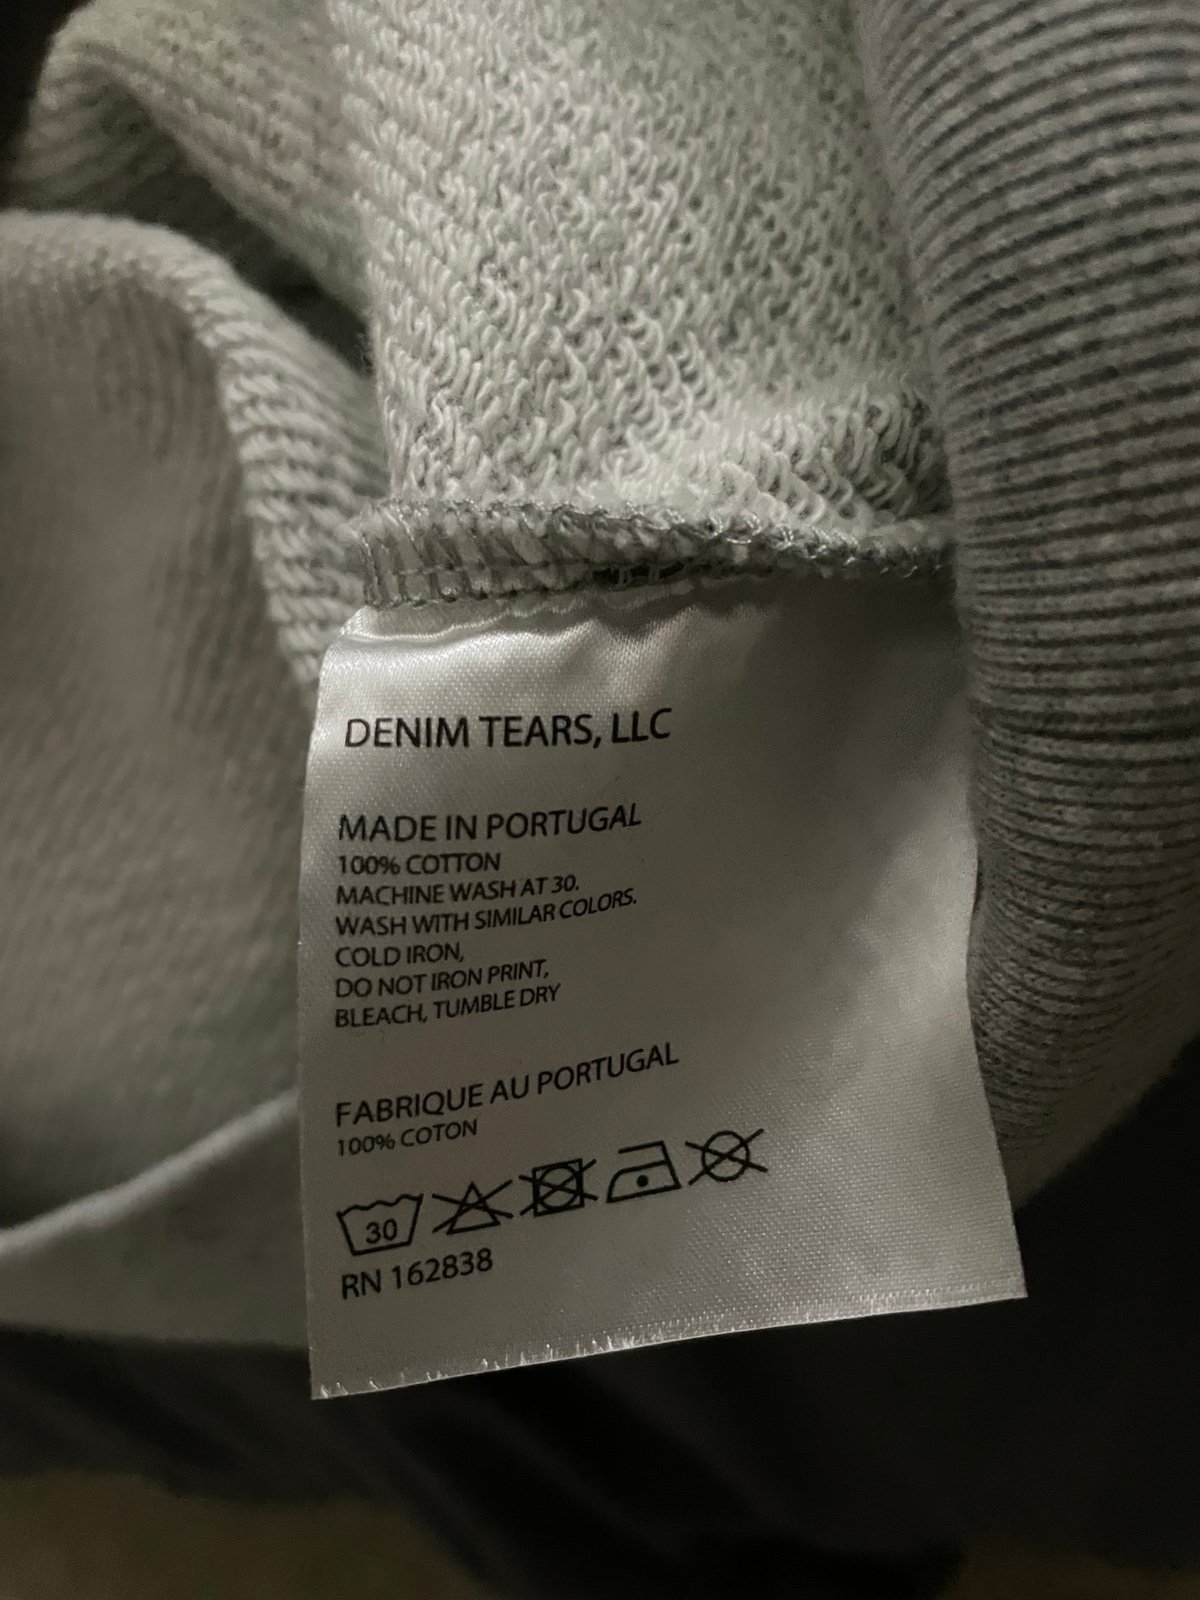 DENIM TEARS, LLC
MADE IN PORTUGAL
100% COTTON
MACHINE WASH AT 30.
WASH WITH SIMILAR COLORS.
COLD IRON,
DO NOT IRON PRINT,
BLEACH, TUMBLE DRY
FABRIQUE AU PORTUGAL
100% COTON
30
RN 162838